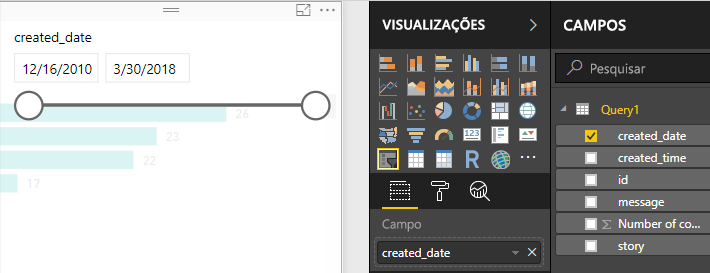 created_date
12/16/2010 3/30/2018
26
23
22
17
VISUALIZAÇÕES
123
R
...
Campo
created_date
CAMPOS
Pesquisar
Query1
created_date
created_time
id
message
Σ Number of co...
story